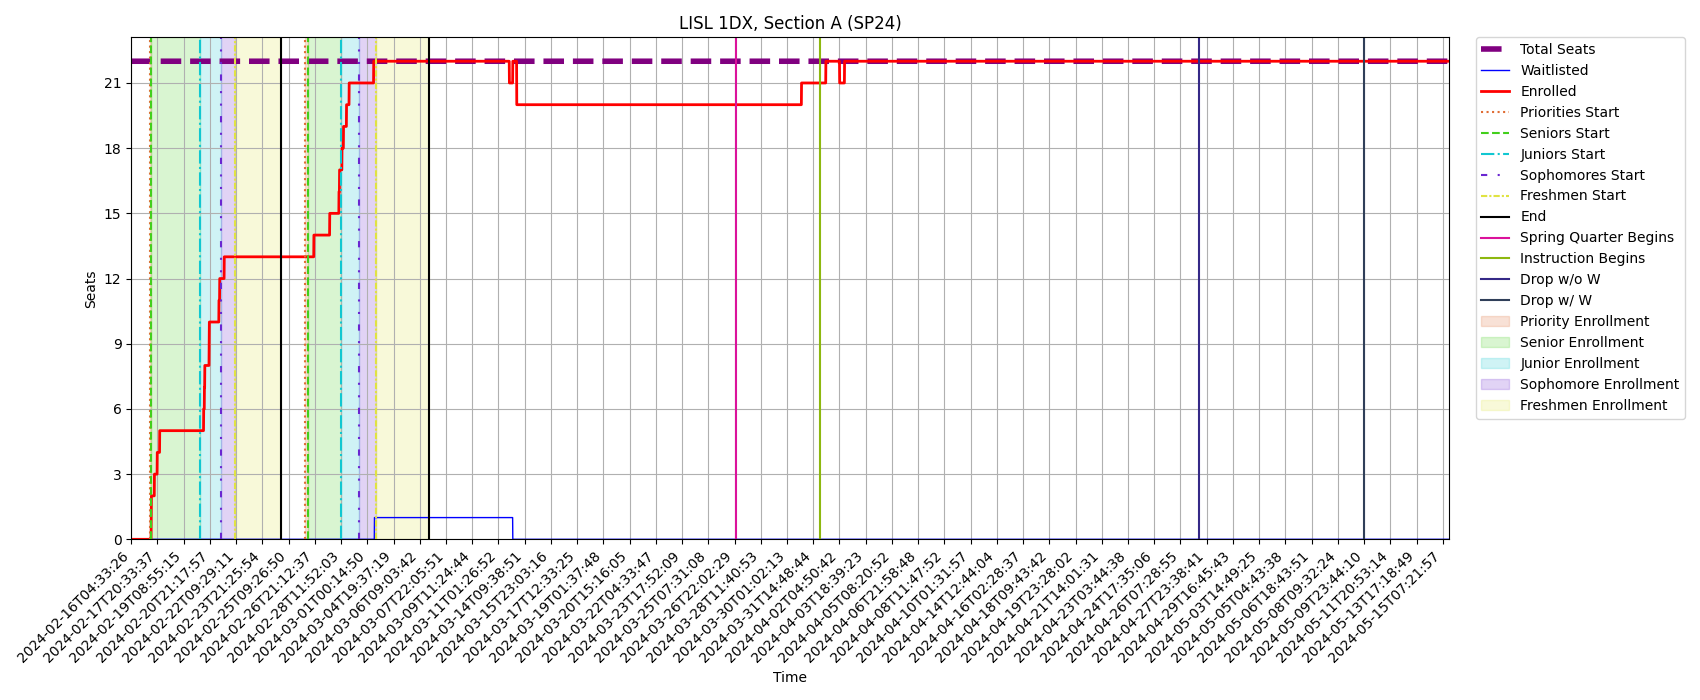 LISL 1DX, Section A (SP24)
Seats
21
18
15
12
9
6
3
0
2024-02-16T04:33:26
2024-02-17T20:33:37
2024-02-19T08:55:15
2024-02-20T21:17:57
2024-02-22T09:29:11
2024-02-23T21:25:54
2024-02-25T09:26:50
2024-02-26T21:12:37
2024-02-28T11:52:03
2024-03-01T00:14:50
2024-03-04T19:37:19
2024-03-06T09:03:42
2024-03-07T22:05:51
2024-03-09T11:24:44
2024-03-11T01:26:52
2024-03-14T09:38:51
2024-03-15T23:03:16
2024-03-17T12:33:25
2024-03-19T01:37:48
2024-03-20T15:16:05
2024-03-22T04:33:47
2024-03-23T17:52:09
2024-03-25T07:31:08
2024-03-26T22:02:29
2024-03-28T11:40:53
2024-03-30T01:02:13
2024-03-31T14:48:44
2024-04-02T04:50:42
2024-04-03T18:39:23
2024-04-05T08:20:52
2024-04-06T21:58:48
2024-04-08T11:47:52
2024-04-10T01:31:57
2024-04-14T12:44:04
2024-04-16T02:28:37
2024-04-18T09:43:42
2024-04-19T23:28:02
2024-04-21T14:01:31
2024-04-23T03:44:38
2024-04-24T17:35:06
2024-04-26T07:28:55
2024-04-27T23:38:41
2024-04-29T16:45:43
2024-05-03T14:49:25
2024-05-05T04:43:38
2024-05-06T18:43:51
2024-05-08T09:32:24
2024-05-09T23:44:10
2024-05-11T20:53:14
2024-05-13T17:18:49
2024-05-15T07:21:57
Time
Total Seats
Waitlisted
Enrolled
Priorities Start
Seniors Start
Juniors Start
Sophomores Start
Freshmen Start
End
Spring Quarter Begins
Instruction Begins
Drop w/o W
Drop w/ W
Priority Enrollment
Senior Enrollment
Junior Enrollment
Sophomore Enrollment
Freshmen Enrollment